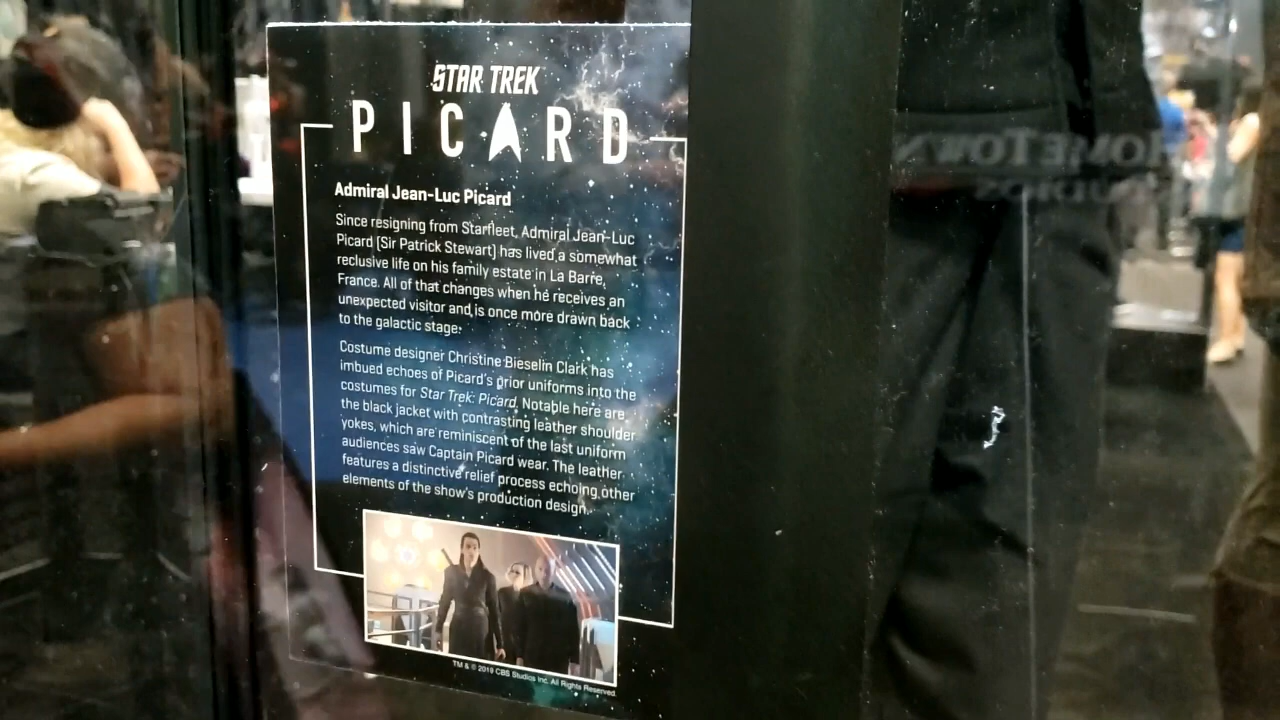 STAR TREK
PICARD
Admiral Jean-Luc Picard
Since resigning from Starfleet, Admiral Jean-Luc
Picard (Sir Patrick Stewart) has lived a somewhat
reclusive life on his family estate in La Barre,
France. All of that changes when he receives an
unexpected visitor and is once more drawn back
to the galactic stage.
Costume designer Christine Bieselin Clark has
imbued echoes of Picard's prior uniforms into the
costumes for Star Trek: Picard. Notable here are
the black jacket with contrasting leather shoulder
yokes, which are reminiscent of the last uniform
audiences saw Captain Picard wear. The leather
features a distinctive relief process echoing other
elements of the show's production design.
TM & © 2019 CBS Studios Inc. All Rights Reserved.
HOMETOWN